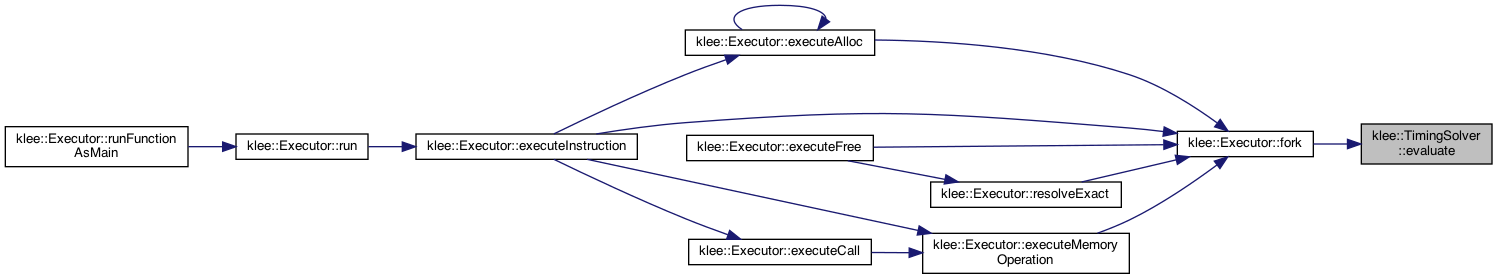 klee::Executor::runFunction
AsMain
klee::Executor::run
klee::Executor::executeInstruction
klee::Executor::executeAlloc
klee::Executor::executeFree
klee::Executor::resolveExact
klee::Executor::executeCall
klee::Executor::executeMemory
Operation
klee::Executor::fork
klee::TimingSolver
::evaluate